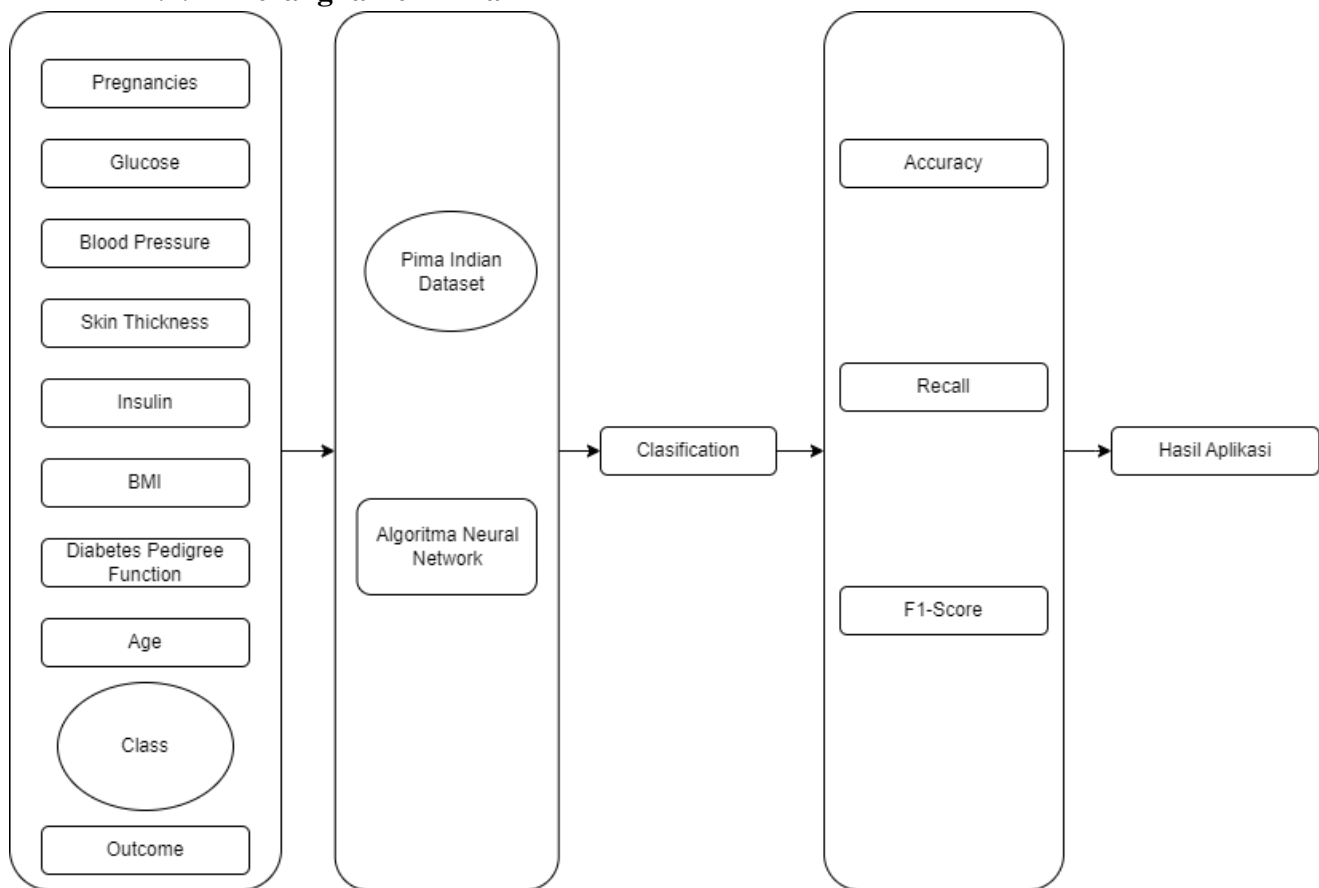 Pregnancies
Glucose
Blood Pressure
Skin Thickness
Insulin
BMI
Diabetes Pedigree
Function
Age
Class
Outcome
Pima Indian
Dataset
Algoritma Neural
Network
Clasification
Accuracy
Recall
F1-Score
Hasil Aplikasi